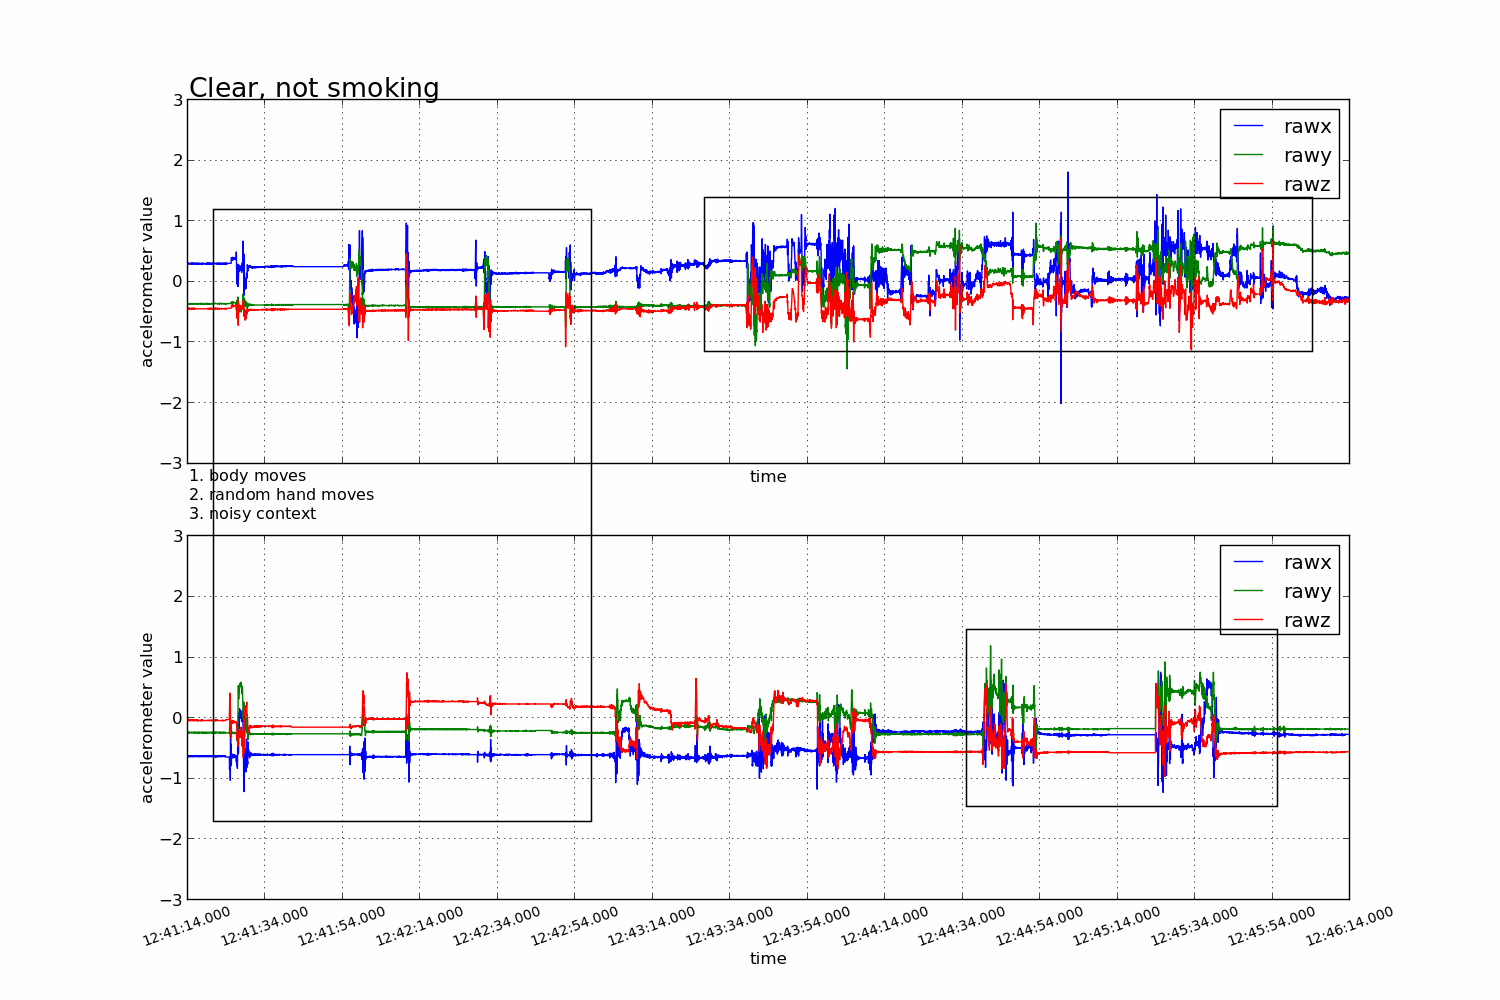 Clear, not smoking
3
2
1
0
−1
−2
−3
accelerometer value
rawx
rawy
rawz
time
1. body moves
2. random hand moves
3. noisy context
3
2
1
0
−1
−2
−3
accelerometer value
rawx
rawy
rawz
12:41:14.000
12:41:34.000
12:41:54.000
12:42:14.000
12:42:34.000
12:42:54.000
12:43:14.000
12:43:34.000
12:43:54.000
12:44:14.000
12:44:34.000
12:44:54.000
12:45:14.000
12:45:34.000
12:45:54.000
12:46:14.000
time